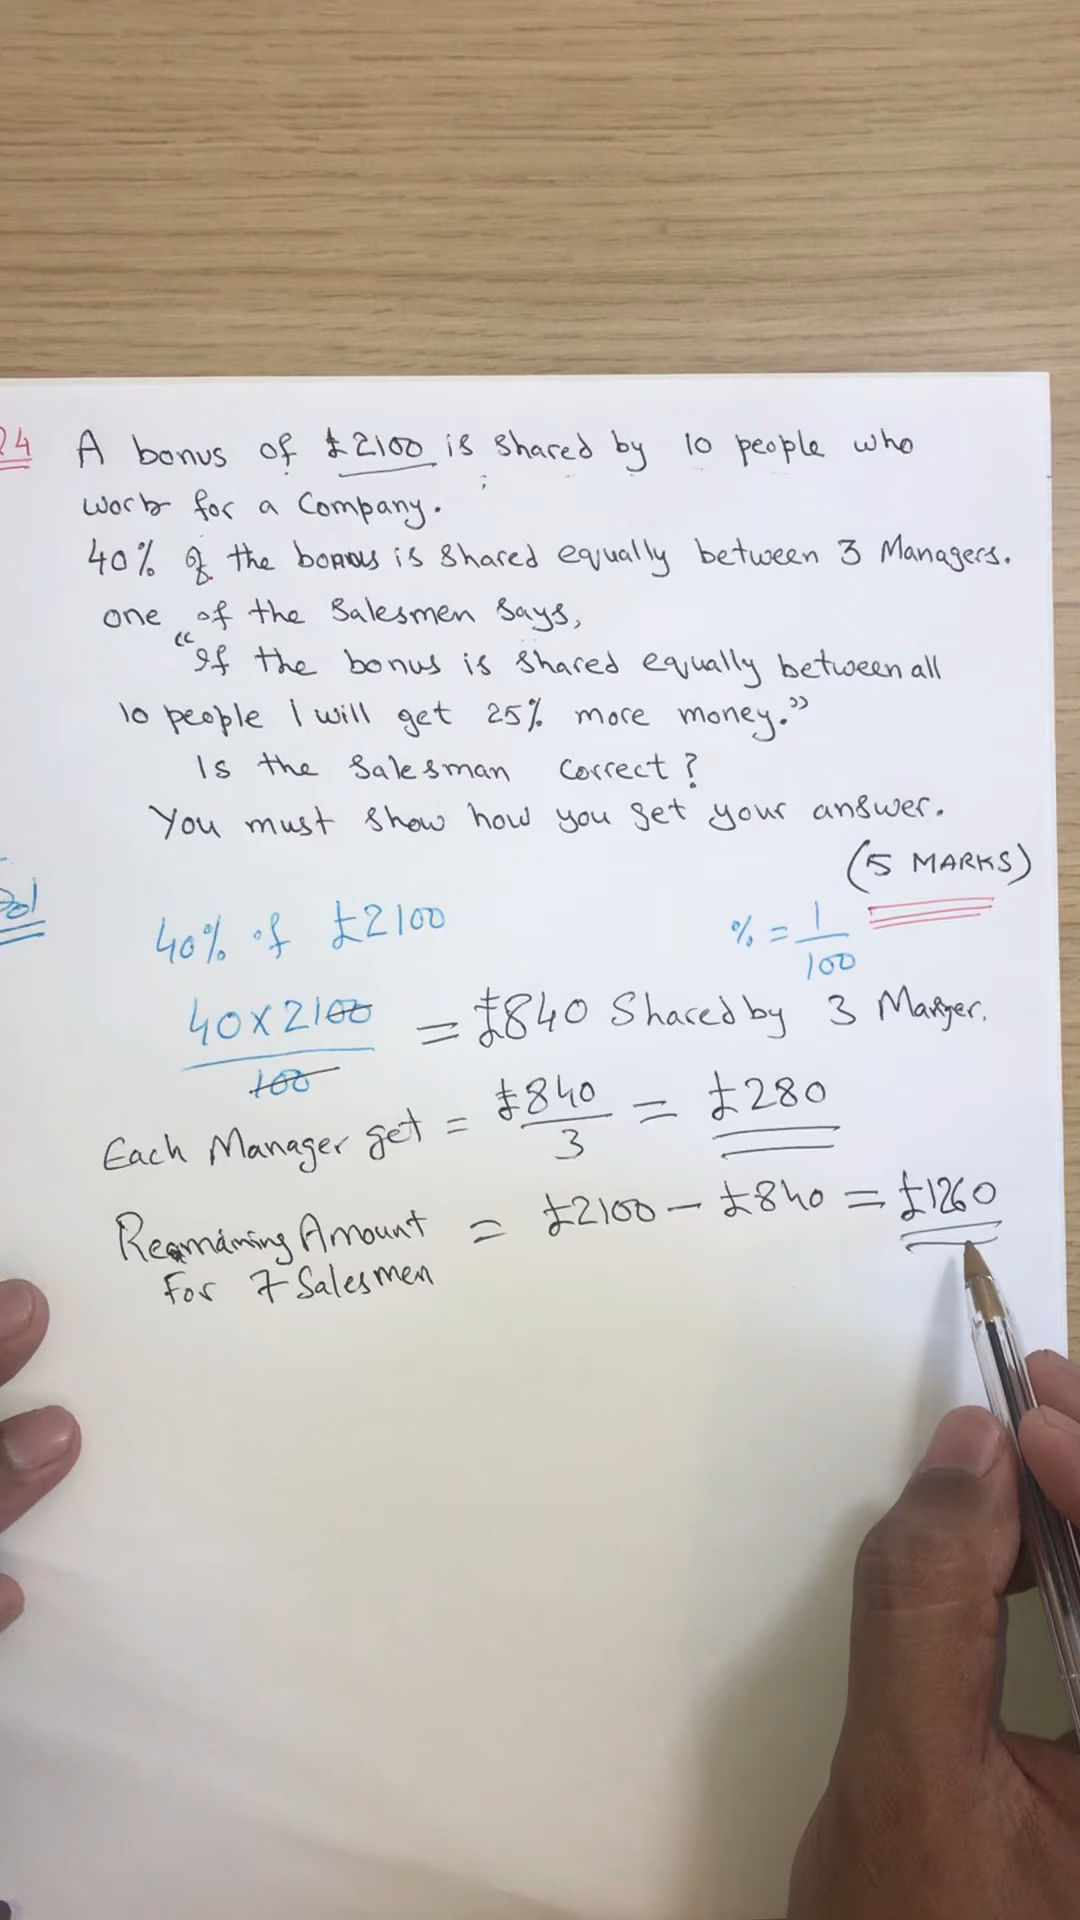 24 A bonus of £2100 is shared by 10 people who
work for a Company.
40% of the bonus is shared equally between 3 Managers.
one of the Salesmen says,
"If the bonus is shared equally between all
10 people I will get 25% more money."
Is the Salesman correct?
You must show how you get your answer.
(5 MARKS)
Sol
40% of £2100
% = 1/100
40 x 2100 / 100 = £840 Shared by 3 Manger.
Each Manager get = £840 / 3 = £280
Remaining Amount = £2100 - £840 = £1260
For 7 Salesmen